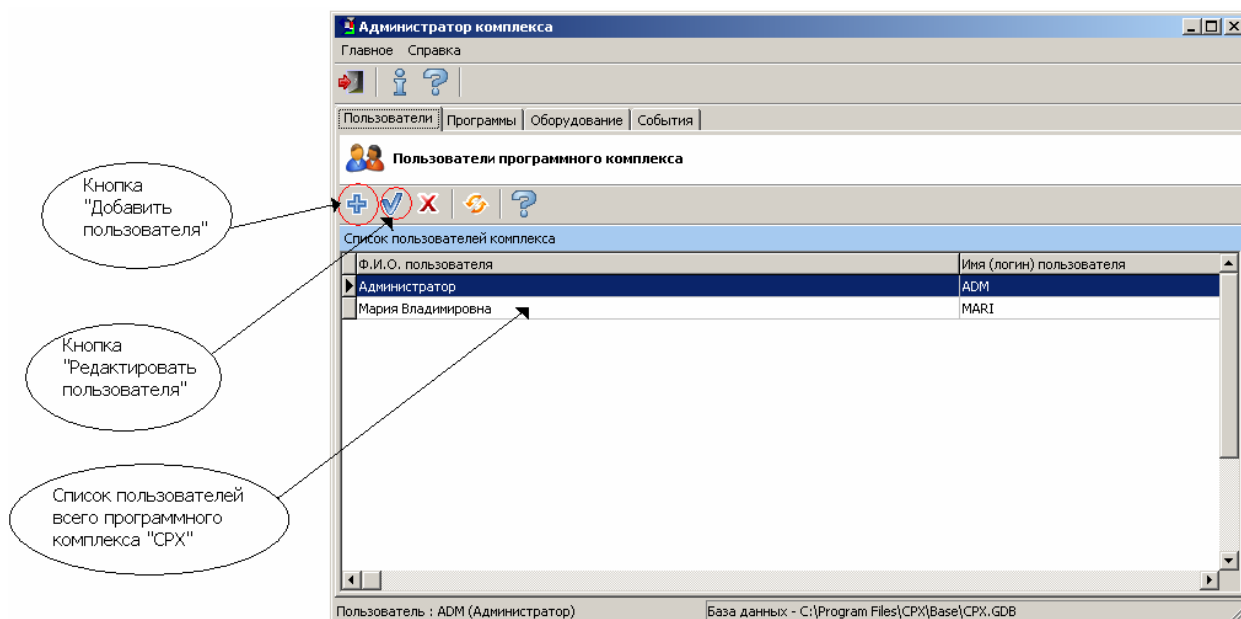 Администратор комплекса
Главное Справка
Пользователи Программы Оборудование События
Пользователи программного комплекса
Кнопка
"Добавить
пользователя"
Список пользователей комплекса
Ф.И.О. пользователя Имя (логин) пользователя
Администратор ADM
Мария Владимировна MARI
Кнопка
"Редактировать
пользователя"
Список пользователей
всего программного
комплекса "СРХ"
Пользователь : ADM (Администратор) База данных - C:\Program Files\CPX\Base\CPX.GDB